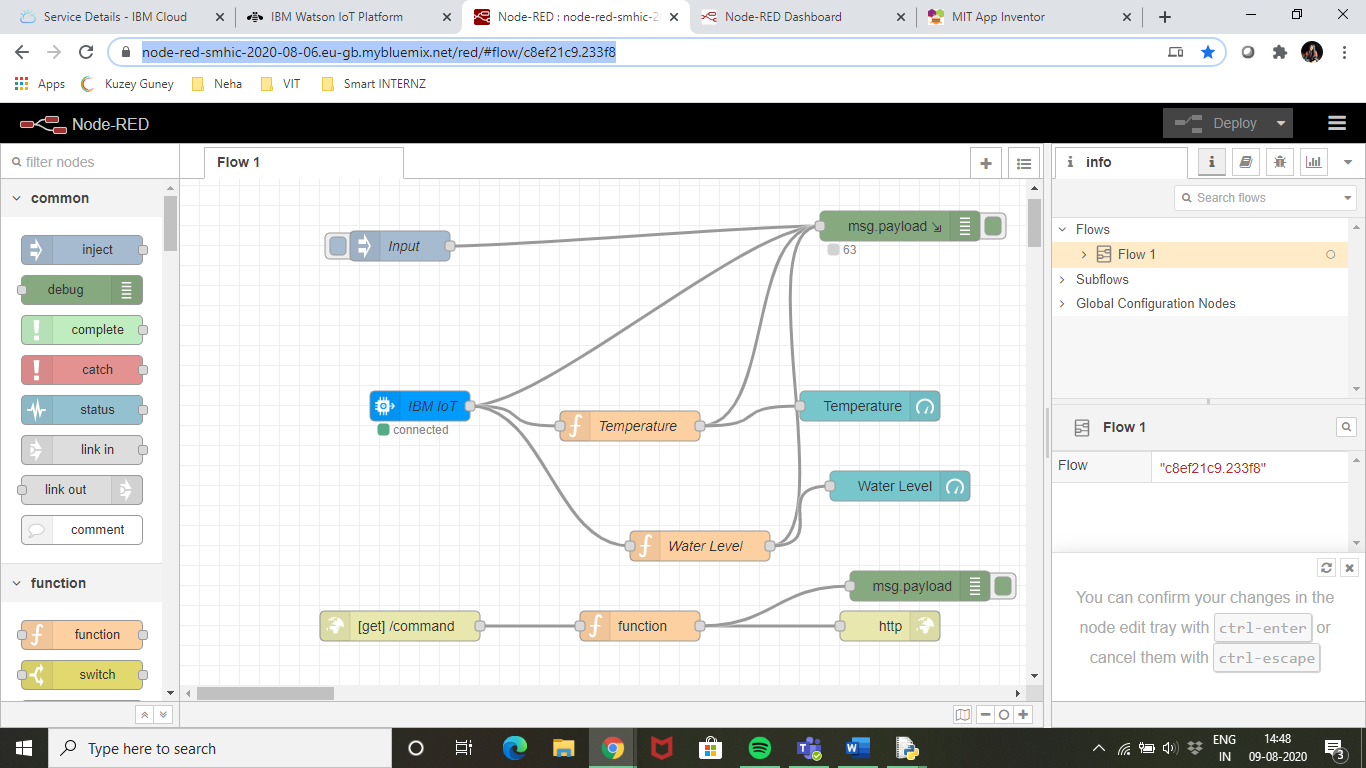 Service Details - IBM Cloud
IBM Watson IoT Platform
Node-RED : node-red-smhic-2
Node-RED Dashboard
MIT App Inventor
node-red-smhic-2020-08-06.eu-gb.mybluemix.net/red/#flow/c8ef21c9.233f8
Apps
Kuzey Guney
Neha
VIT
Smart INTERNZ
Node-RED
Deploy
filter nodes
common
inject
debug
complete
catch
status
link in
link out
comment
function
function
switch
Flow 1
Input
msg.payload
63
IBM IoT
connected
Temperature
Temperature
Water Level
Water Level
msg.payload
[get] /command
function
http
i
info
i
Search flows
Flows
Flow 1
Subflows
Global Configuration Nodes
Flow 1
Flow
"c8ef21c9.233f8"
You can confirm your changes in the
node edit tray with ctrl-enter or
cancel them with ctrl-escape
Type here to search
ENG
IN
14:48
09-08-2020
3